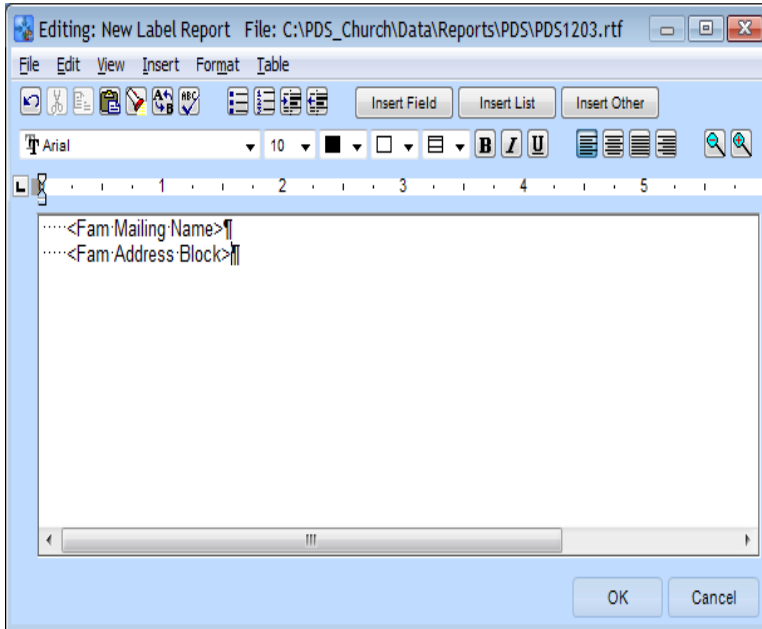 Editing: New Label Report File: C:\PDS_Church\Data\Reports\PDS\PDS1203.rtf
File Edit View Insert Format Table
Insert Field Insert List Insert Other
Arial 10 B I U
1 2 3 4 5
·····<Fam·Mailing·Name>¶
·····<Fam·Address·Block>¶
OK Cancel